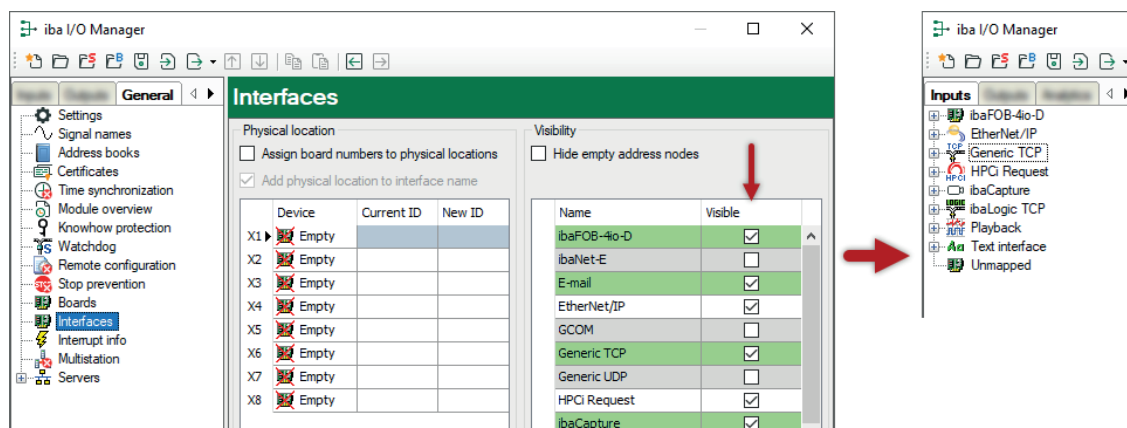 iba I/O Manager
General
Settings
Signal names
Address books
Certificates
Time synchronization
Module overview
Knowhow protection
Watchdog
Remote configuration
Stop prevention
Boards
Interfaces
Interrupt info
Multistation
Servers
Interfaces
Physical location
Assign board numbers to physical locations
Add physical location to interface name
Device Current ID New ID
X1 Empty
X2 Empty
X3 Empty
X4 Empty
X5 Empty
X6 Empty
X7 Empty
X8 Empty
Visibility
Hide empty address nodes
Name Visible
ibaFOB-4io-D
ibaNet-E
E-mail
EtherNet/IP
GCOM
Generic TCP
Generic UDP
HPCi Request
ibaCapture
iba I/O Manager
Inputs
ibaFOB-4io-D
EtherNet/IP
TCP Generic TCP
HPCI HPCi Request
ibaCapture
LOGIC ibaLogic TCP
Playback
Aa Text interface
Unmapped